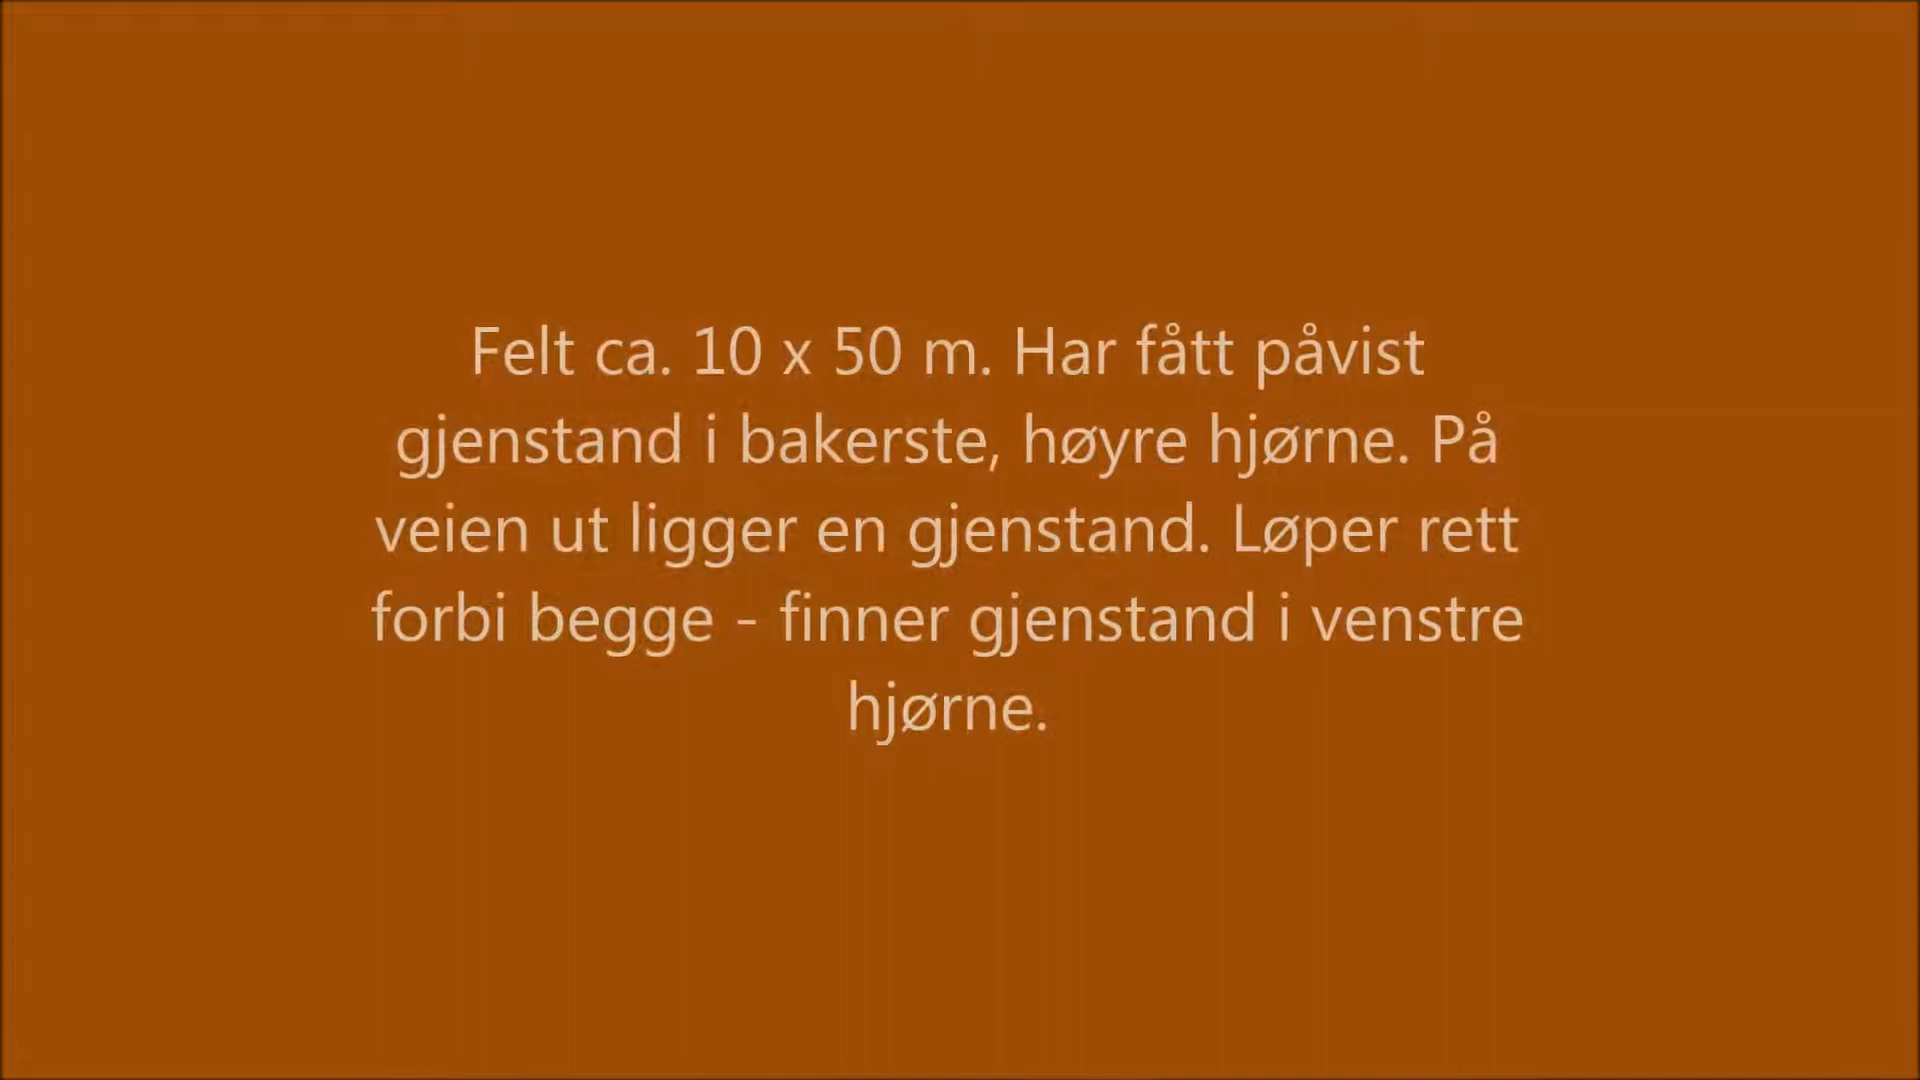 Felt ca. 10 x 50 m. Har fått påvist
gjenstand i bakerste, høyre hjørne. På
veien ut ligger en gjenstand. Løper rett
forbi begge - finner gjenstand i venstre
hjørne.